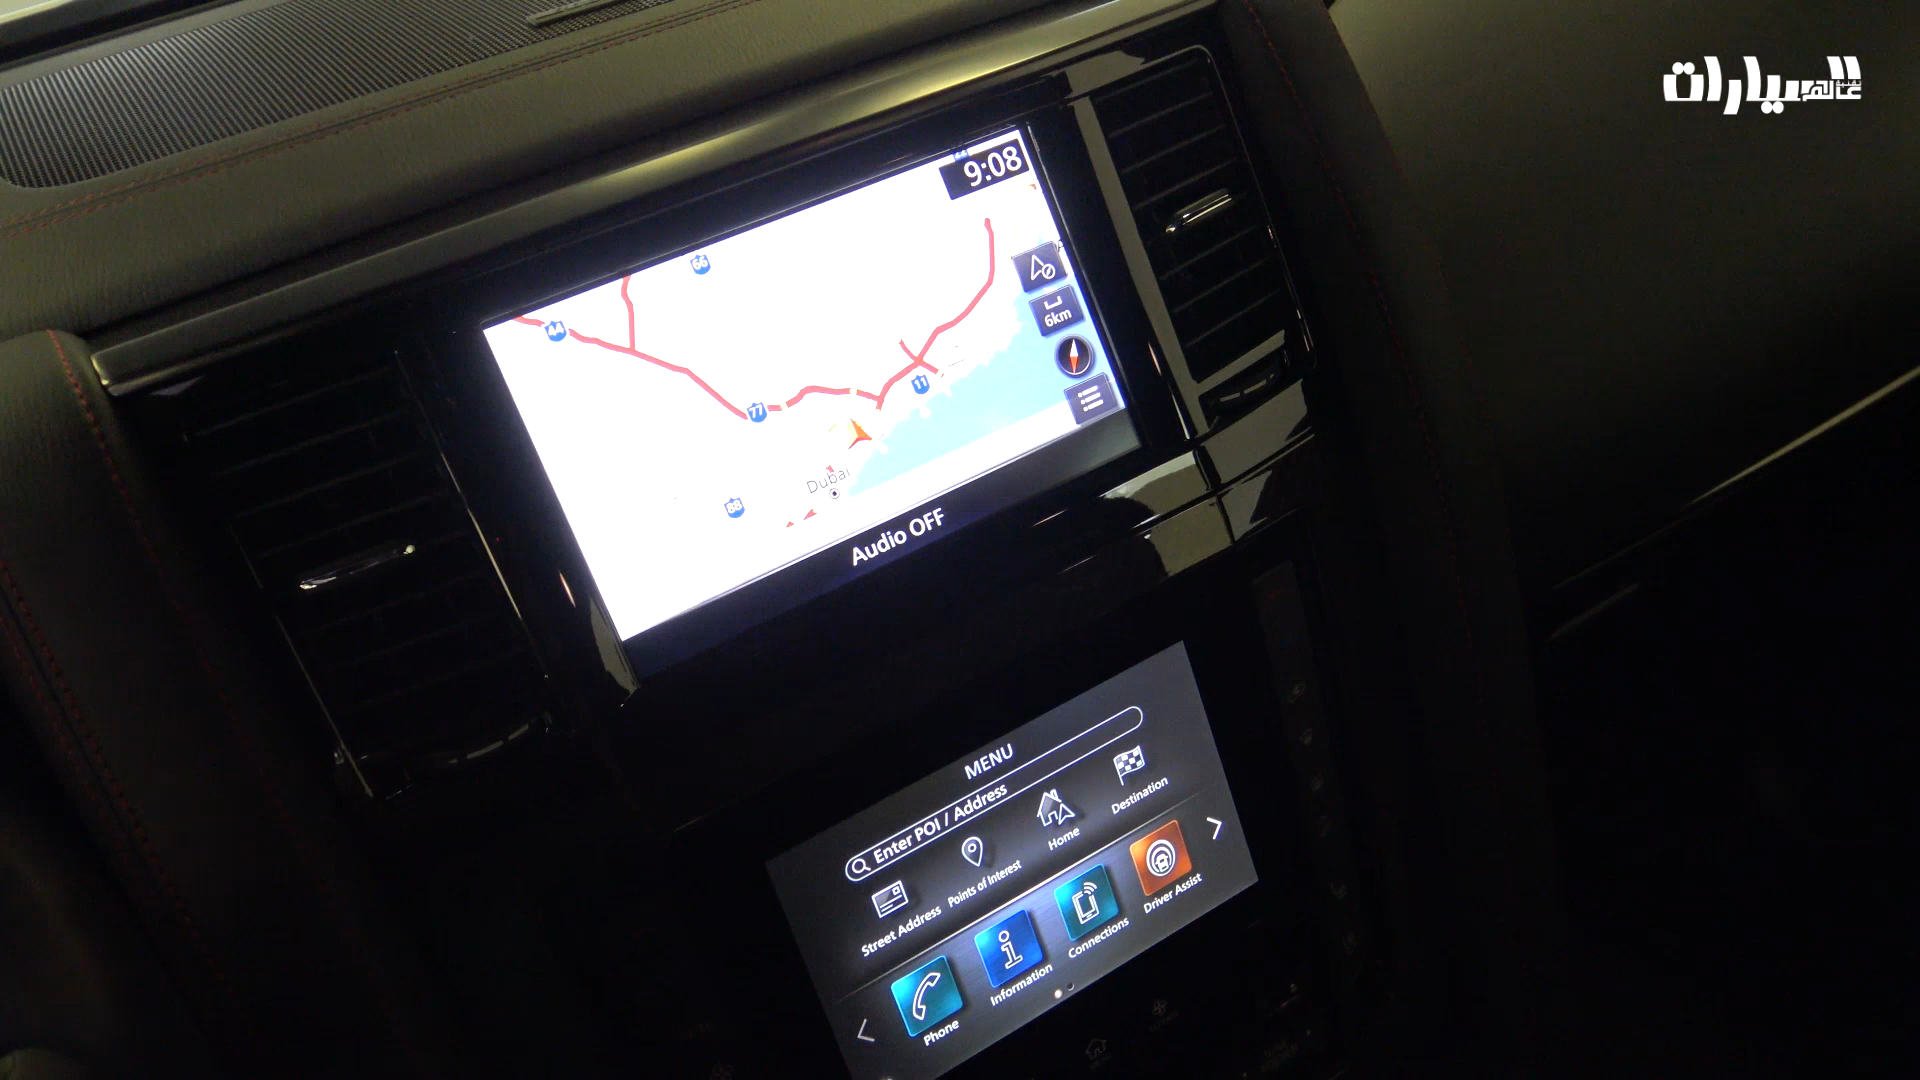 عالم السيارات
9:08
66
44
6km
11
77
Dubai
88
Audio OFF
MENU
Enter POI / Address
Street Address
Points of Interest
Home
Destination
Phone
Information
Connections
Driver Assist